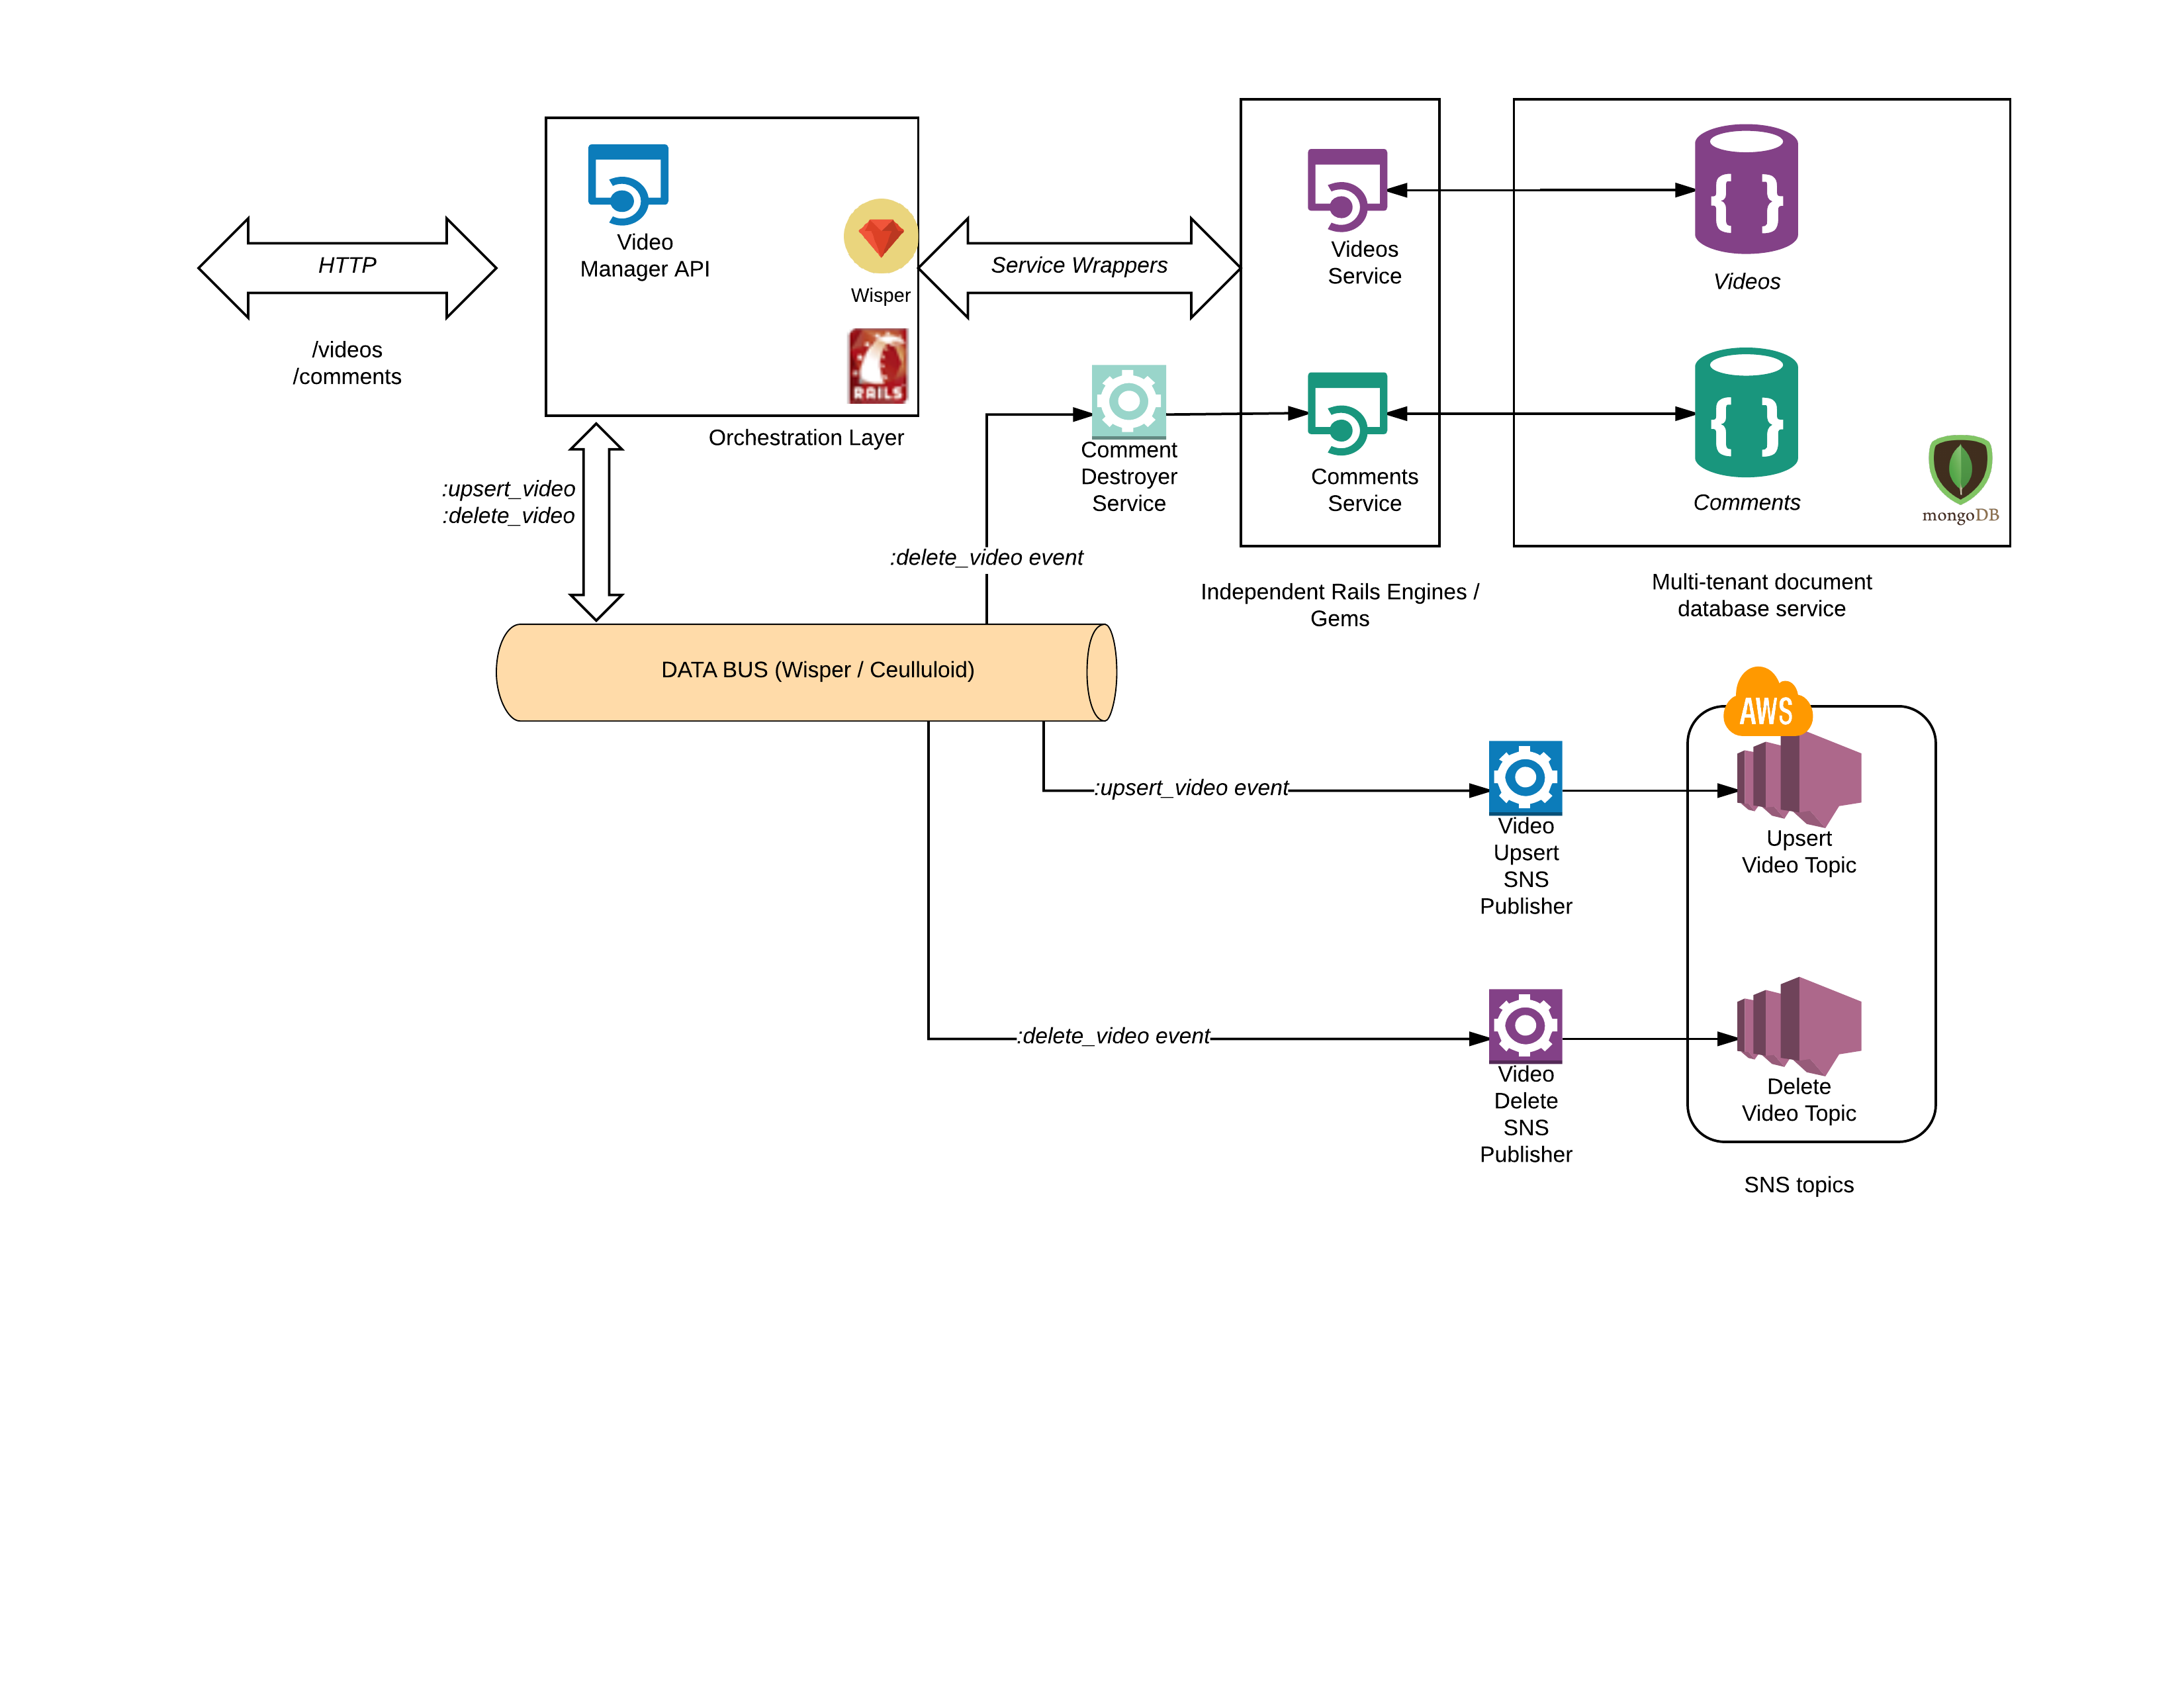 HTTP
/videos
/comments
Video
Manager API
Wisper
RAILS
Orchestration Layer
Service Wrappers
Videos
Service
Comments
Service
Independent Rails Engines /
Gems
{ }
Videos
{ }
Comments
mongoDB
Multi-tenant document
database service
:upsert_video
:delete_video
Comment
Destroyer
Service
:delete_video event
DATA BUS (Wisper / Ceulluloid)
:upsert_video event
Video
Upsert
SNS
Publisher
AWS
Upsert
Video Topic
:delete_video event
Video
Delete
SNS
Publisher
Delete
Video Topic
SNS topics